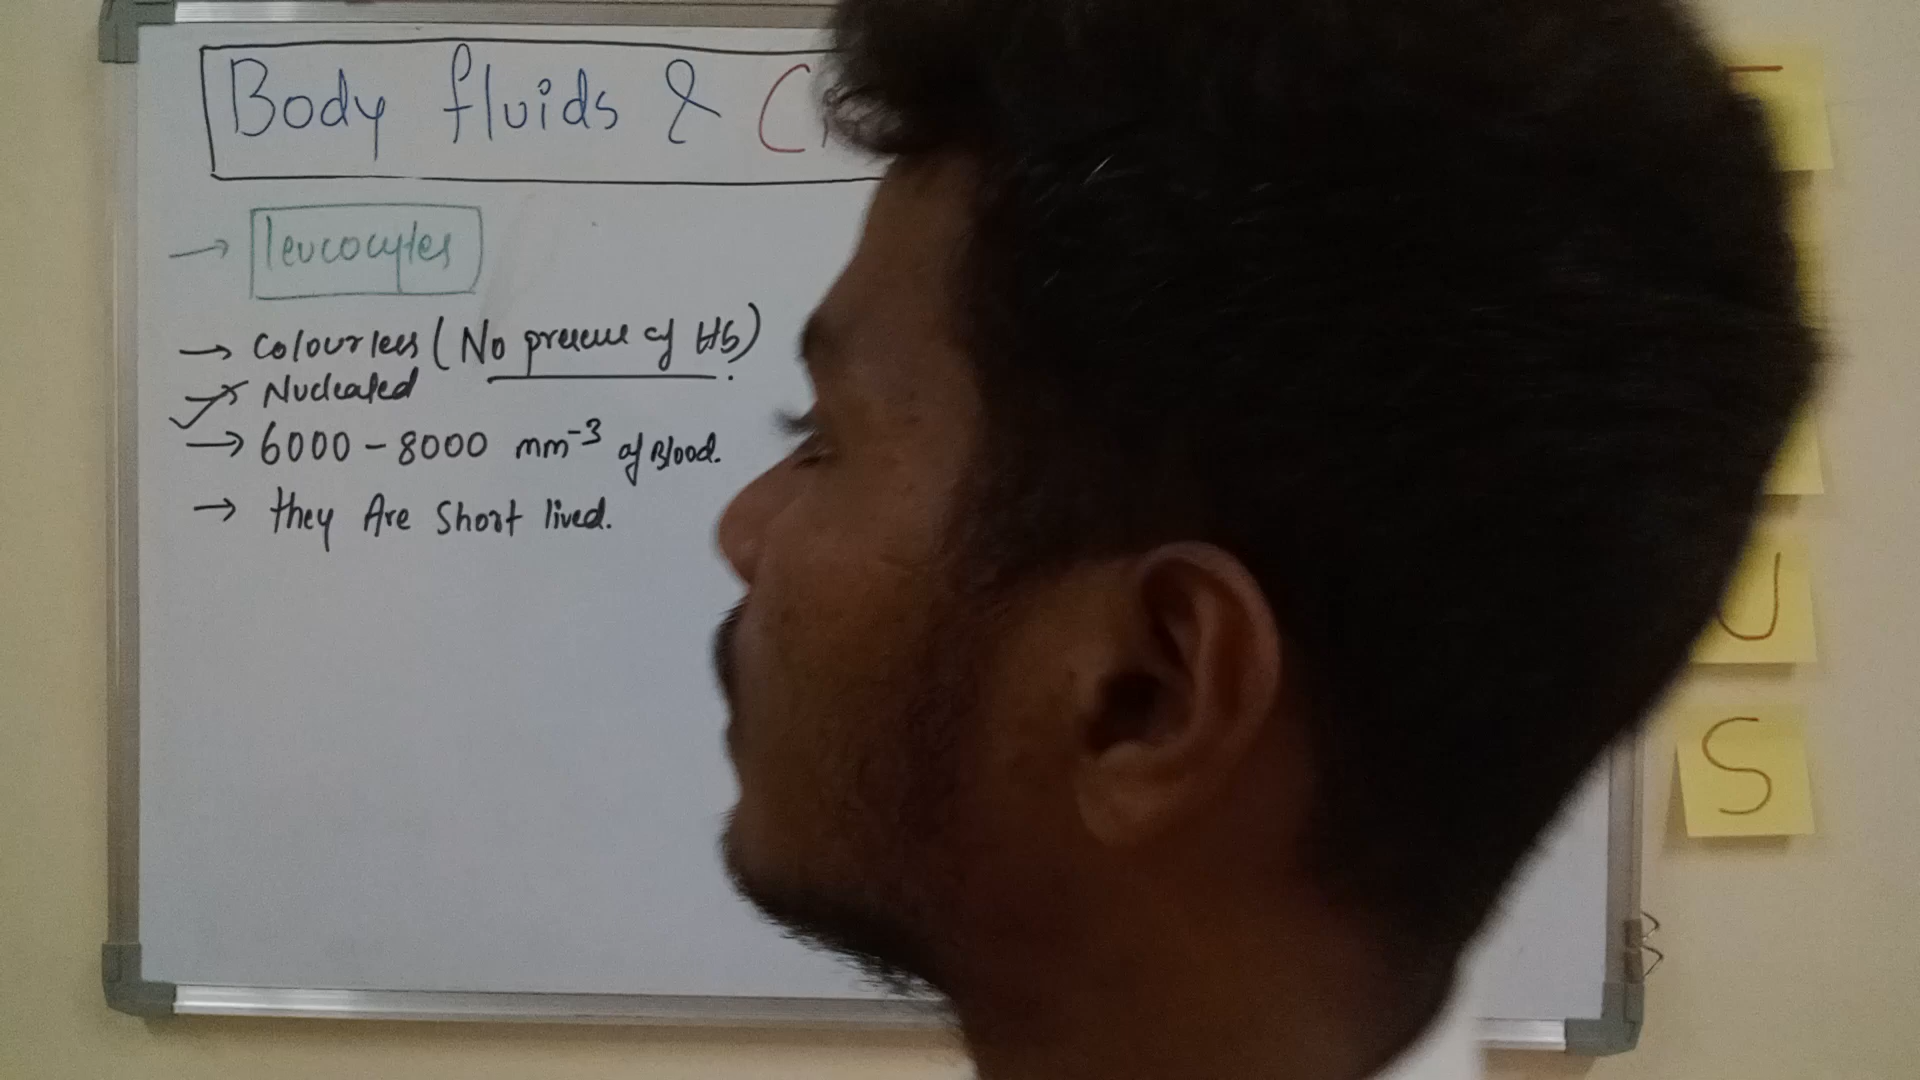 Body fluids & C
→ leucocytes
→ Colourless (No presence of Hb).
→ Nucleated
→ 6000 - 8000 mm⁻³ of Blood.
→ they Are Short lived.
U
S